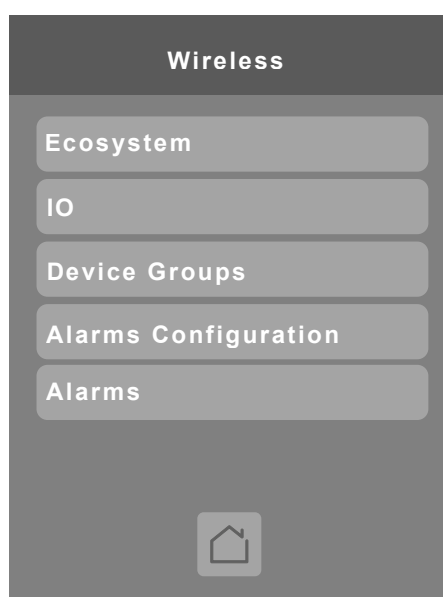 Wireless
Ecosystem
IO
Device Groups
Alarms Configuration
Alarms